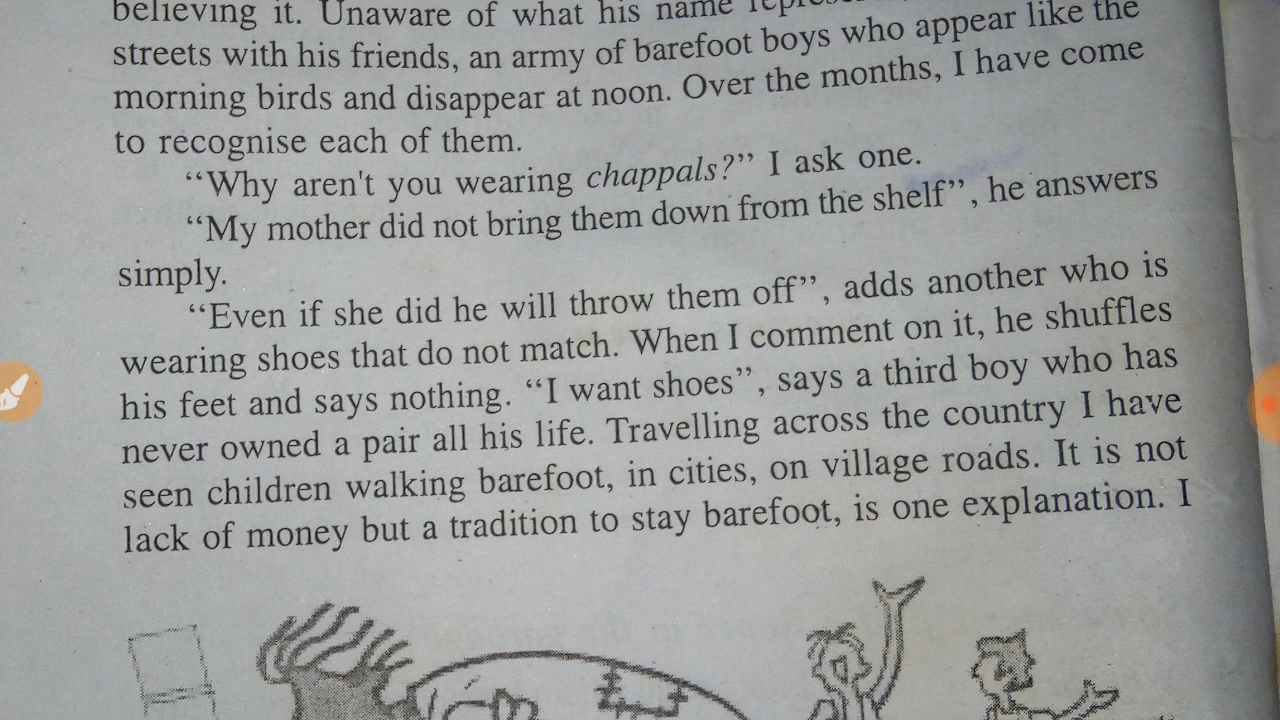 believing it. Unaware of what his name
streets with his friends, an army of barefoot boys who appear like the
morning birds and disappear at noon. Over the months, I have come
to recognise each of them.
“Why aren't you wearing chappals?” I ask one.
“My mother did not bring them down from the shelf”, he answers
simply.
“Even if she did he will throw them off”, adds another who is
wearing shoes that do not match. When I comment on it, he shuffles
his feet and says nothing. “I want shoes”, says a third boy who has
never owned a pair all his life. Travelling across the country I have
seen children walking barefoot, in cities, on village roads. It is not
lack of money but a tradition to stay barefoot, is one explanation. I